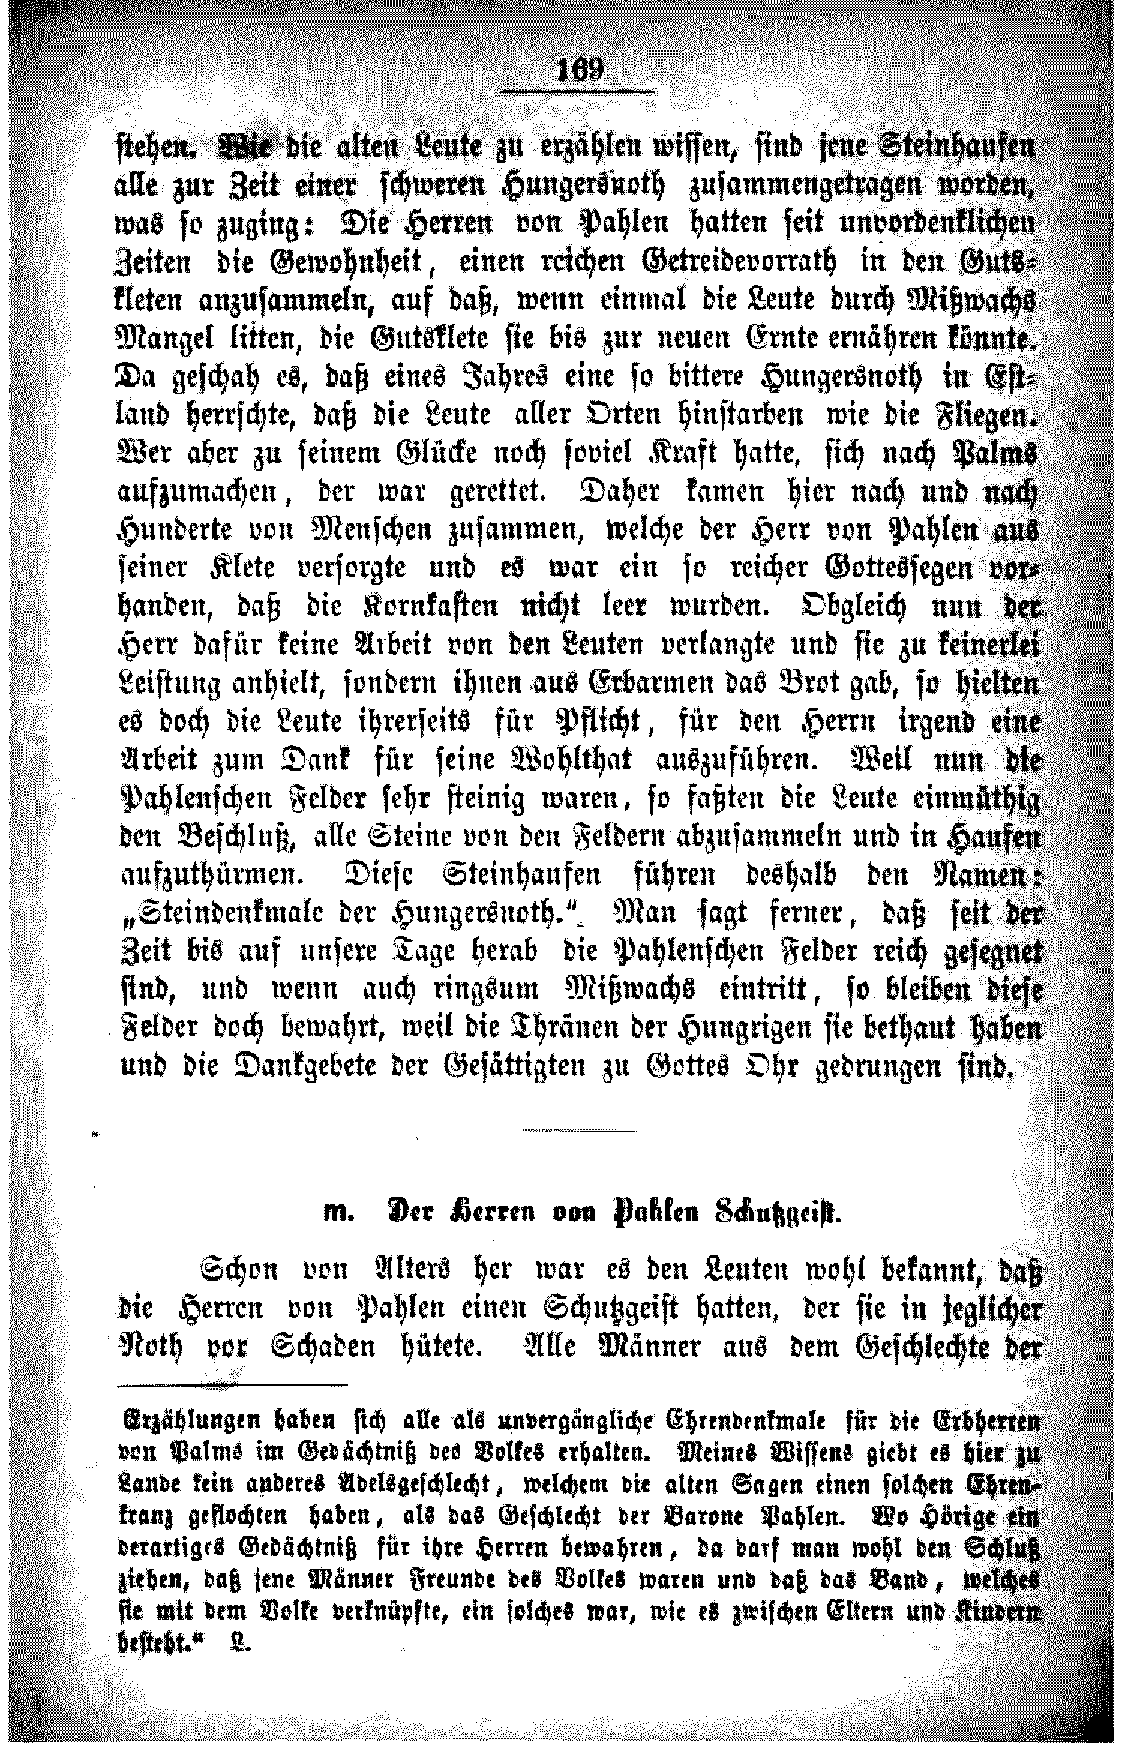 169
stehen. Wie die alten Leute zu erzählen wissen, sind jene Steinhaufen
alle zur Zeit einer schweren Hungersnoth zusammengetragen worden,
was so zuging: Die Herren von Pahlen hatten seit unvordenklichen
Zeiten die Gewohnheit, einen reichen Getreidevorrath in den Guts-
kleten anzusammeln, auf daß, wenn einmal die Leute durch Mißwachs
Mangel litten, die Gutsklete sie bis zur neuen Ernte ernähren könnte.
Da geschah es, daß eines Jahres eine so bittere Hungersnoth in Est-
land herrschte, daß die Leute aller Orten hinstarben wie die Fliegen.
Wer aber zu seinem Glücke noch soviel Kraft hatte, sich nach Palms
aufzumachen, der war gerettet. Daher kamen hier nach und nach
Hunderte von Menschen zusammen, welche der Herr von Pahlen aus
seiner Klete versorgte und es war ein so reicher Gottessegen vor-
handen, daß die Kornkasten nicht leer wurden. Obgleich nun der
Herr dafür keine Arbeit von den Leuten verlangte und sie zu keinerlei
Leistung anhielt, sondern ihnen aus Erbarmen das Brot gab, so hielten
es doch die Leute ihrerseits für Pflicht, für den Herrn irgend eine
Arbeit zum Dank für seine Wohlthat auszuführen. Weil nun die
Pahlenschen Felder sehr steinig waren, so faßten die Leute einmüthig
den Beschluß, alle Steine von den Feldern abzusammeln und in Haufen
aufzuthürmen. Diese Steinhaufen führen deshalb den Namen:
„Steindenkmale der Hungersnoth.“ Man sagt ferner, daß seit der
Zeit bis auf unsere Tage herab die Pahlenschen Felder reich gesegnet
sind, und wenn auch ringsum Mißwachs eintritt, so bleiben diese
Felder doch bewahrt, weil die Thränen der Hungrigen sie bethaut haben
und die Dankgebete der Gesättigten zu Gottes Ohr gedrungen sind.
m. Der Herren von Pahlen Schutzgeist.
Schon von Alters her war es den Leuten wohl bekannt, daß
die Herren von Pahlen einen Schutzgeist hatten, der sie in jeglicher
Noth vor Schaden hütete. Alle Männer aus dem Geschlechte der
Erzählungen haben sich alle als unvergängliche Ehrendenkmale für die Erbherren
von Palms im Gedächtniß des Volkes erhalten. Meines Wissens giebt es hier zu
Lande kein anderes Adelsgeschlecht, welchem die alten Sagen einen solchen Ehren-
kranz geflochten haben, als das Geschlecht der Barone Pahlen. Wo Hörige ein
derartiges Gedächtniß für ihre Herren bewahren, da darf man wohl den Schluß
ziehen, daß jene Männer Freunde des Volkes waren und daß das Band, welches
sie mit dem Volke verknüpfte, ein solches war, wie es zwischen Eltern und Kindern
besteht.“ L.